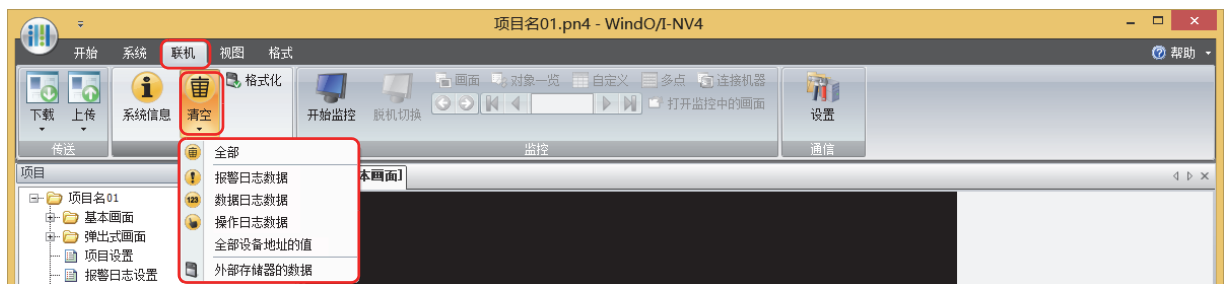 项目名01.pn4 - WindO/I-NV4
开始 系统 联机 视图 格式 帮助
下载 上传 系统信息 清空 格式化 开始监控 脱机切换 画面 对象一览 自定义 多点 连接机器 设置
打开监控中的画面
传送 监控 通信
全部
报警日志数据
数据日志数据
操作日志数据
全部设备地址的值
外部存储器的数据
项目
本画面]
项目名01
基本画面
弹出式画面
项目设置
报警日志设置